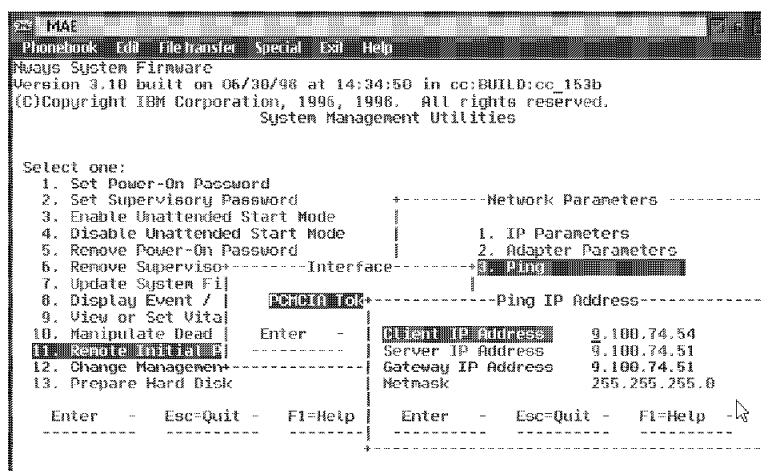 MAE
Phonebook Edit File transfer Special Exit Help
Nways System Firmware
Version 3.10 built on 06/30/98 at 14:34:50 in cc:BUILD:cc_153b
(C)Copyright IBM Corporation, 1996, 1998. All rights reserved.
System Management Utilities
Select one:
1. Set Power-On Password
2. Set Supervisory Password
3. Enable Unattended Start Mode
4. Disable Unattended Start Mode
5. Remove Power-On Password
6. Remove Superviso
7. Update System Fi
8. Display Event /
9. View or Set Vita
10. Manipulate Dead
11. Remote Initial P
12. Change Managemen
13. Prepare Hard Disk
Enter - Esc=Quit - F1=Help
Network Parameters
1. IP Parameters
2. Adapter Parameters
3. Ping
Interface
PCMCIA Tok
Enter -
Ping IP Address
Client IP Address 9.100.74.54
Server IP Address 9.100.74.51
Gateway IP Address 9.100.74.51
Netmask 255.255.255.0
Enter - Esc=Quit - F1=Help -